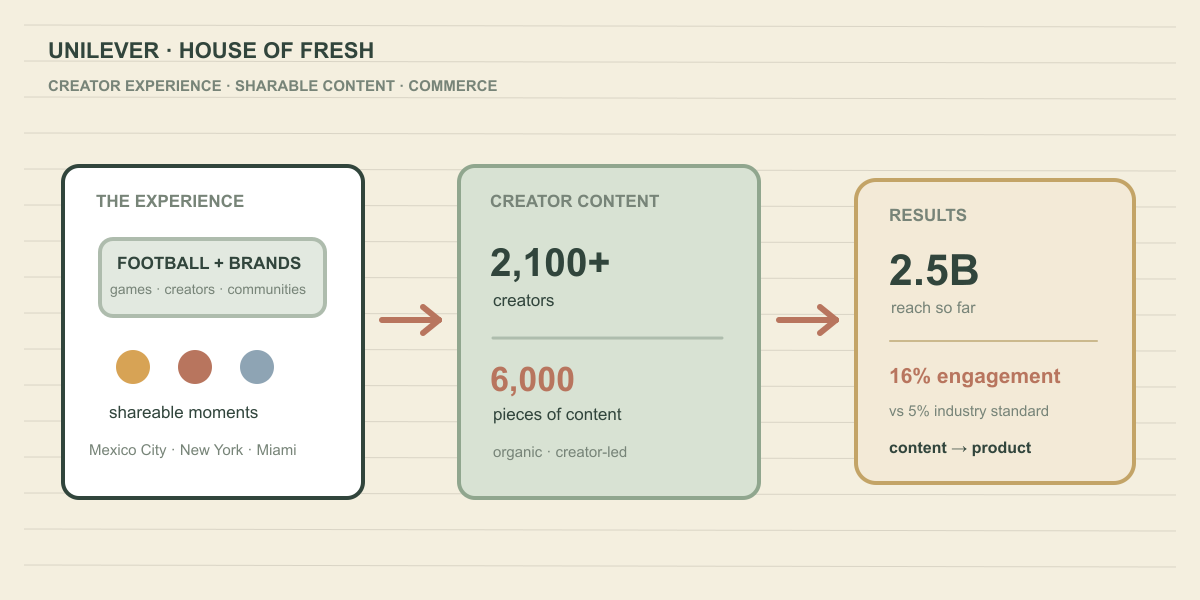 UNILEVER · HOUSE OF FRESH
CREATOR EXPERIENCE · SHARABLE CONTENT · COMMERCE
THE EXPERIENCE
FOOTBALL + BRANDS
games · creators · communities
shareable moments
Mexico City · New York · Miami
CREATOR CONTENT
2,100+
creators
6,000
pieces of content
organic · creator-led
RESULTS
2.5B
reach so far
16% engagement
vs 5% industry standard
content → product